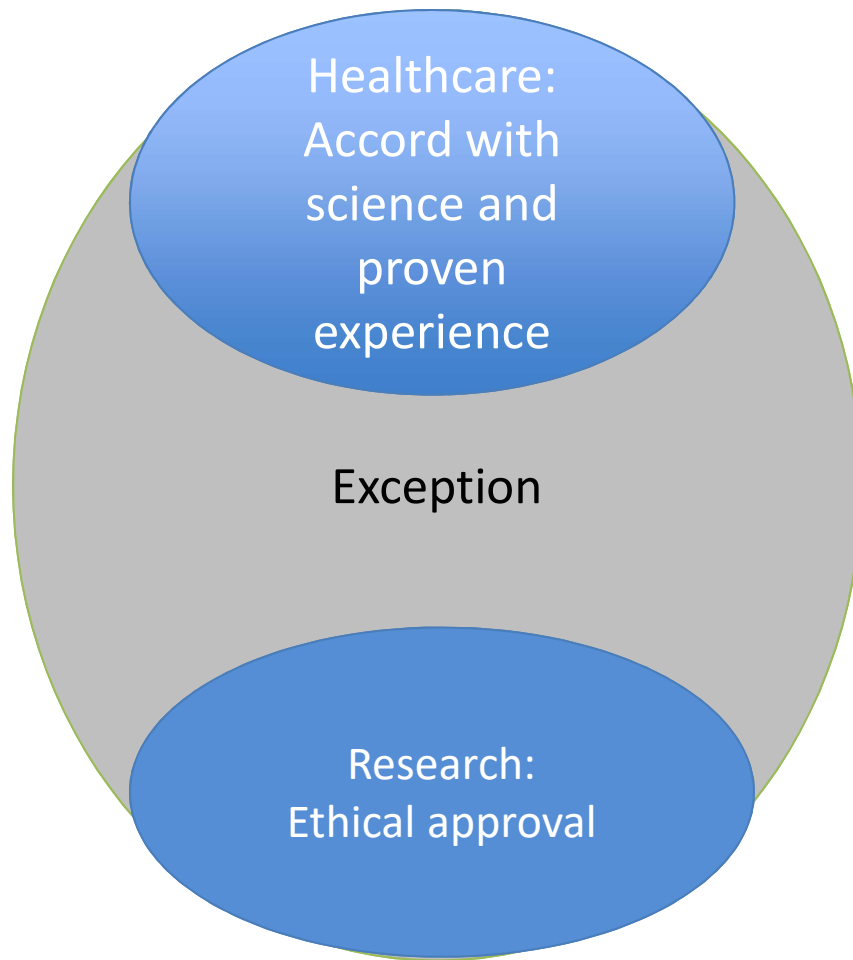 Healthcare:
Accord with
science and
proven
experience
Exception
Research:
Ethical approval